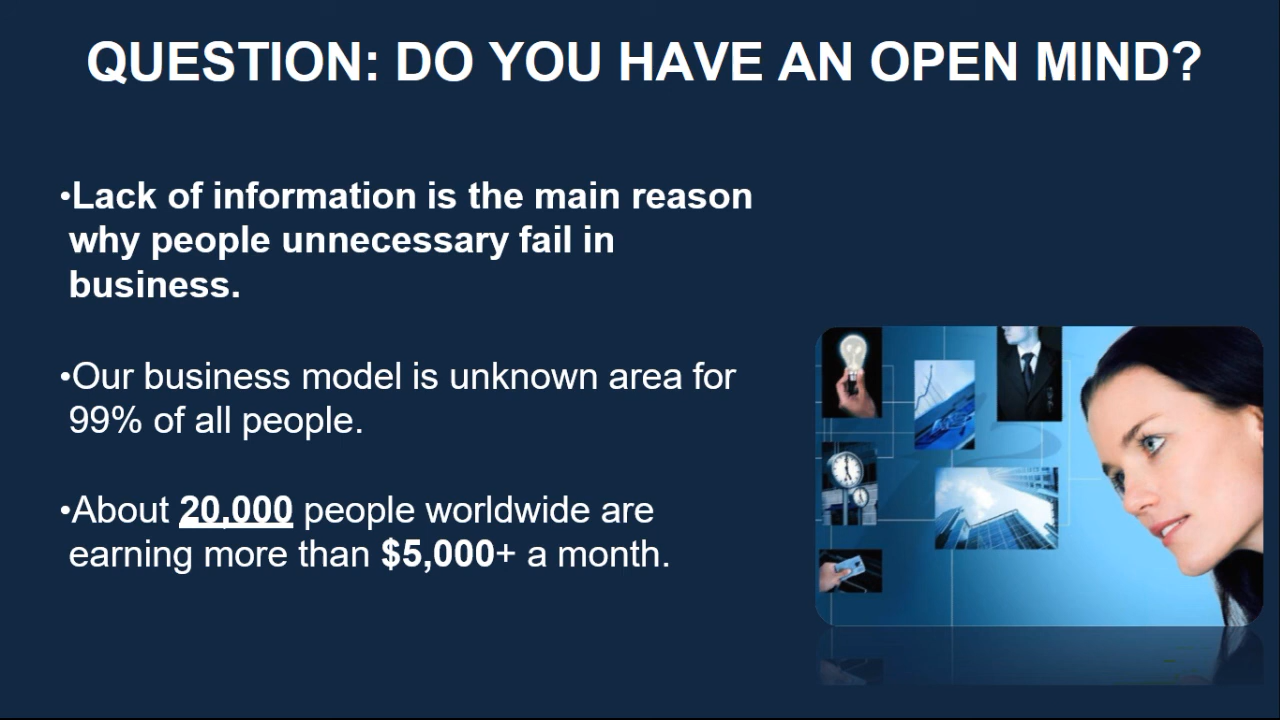 QUESTION: DO YOU HAVE AN OPEN MIND?
•Lack of information is the main reason
why people unnecessary fail in
business.
•Our business model is unknown area for
99% of all people.
•About 20,000 people worldwide are
earning more than $5,000+ a month.